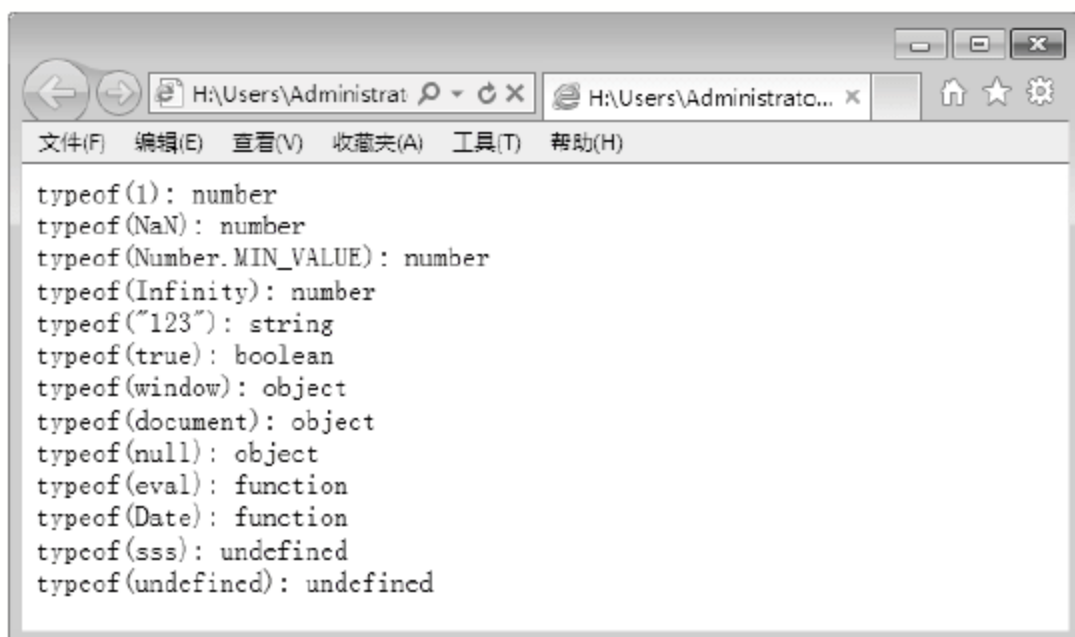 H:\Users\Administrat
H:\Users\Administrato...
文件(F) 编辑(E) 查看(V) 收藏夹(A) 工具(T) 帮助(H)
typeof(1): number
typeof(NaN): number
typeof(Number.MIN_VALUE): number
typeof(Infinity): number
typeof("123"): string
typeof(true): boolean
typeof(window): object
typeof(document): object
typeof(null): object
typeof(eval): function
typeof(Date): function
typeof(sss): undefined
typeof(undefined): undefined